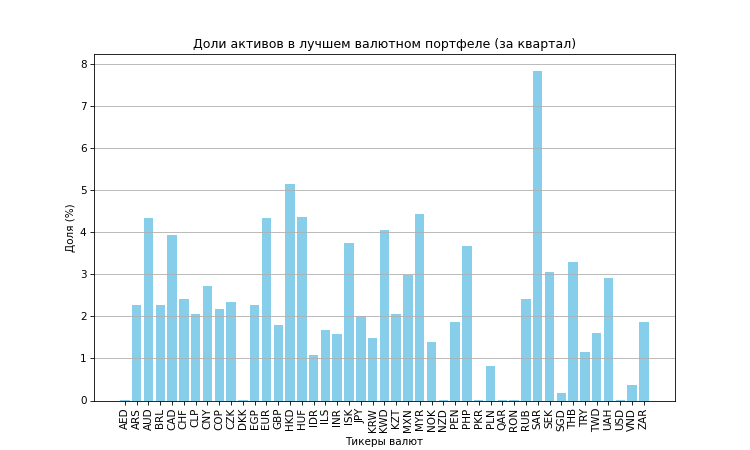 Доли активов в лучшем валютном портфеле (за квартал)
Доля (%)
8
7
6
5
4
3
2
1
0
AED
ARS
AUD
BRL
CAD
CHF
CLP
CNY
COP
CZK
DKK
EGP
EUR
GBP
HKD
HUF
IDR
ILS
INR
ISK
JPY
KRW
KWD
KZT
MXN
MYR
NOK
NZD
PEN
PHP
PKR
PLN
QAR
RON
RUB
SAR
SEK
SGD
THB
TRY
TWD
UAH
USD
VND
ZAR
Тикеры валют